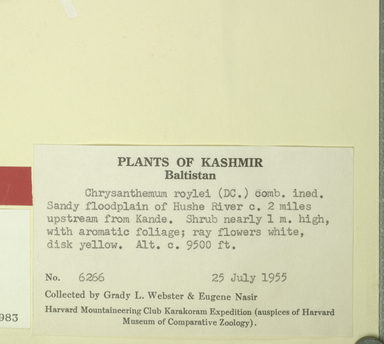 PLANTS OF KASHMIR
Baltistan
Chrysanthemum roylei (DC.) comb. ined.
Sandy floodplain of Hushe River c. 2 miles
upstream from Kande. Shrub nearly 1 m. high,
with aromatic foliage; ray flowers white,
disk yellow. Alt. c. 9500 ft.
No. 6266 25 July 1955
Collected by Grady L. Webster & Eugene Nasir
Harvard Mountaineering Club Karakoram Expedition (auspices of Harvard
Museum of Comparative Zoology).
983